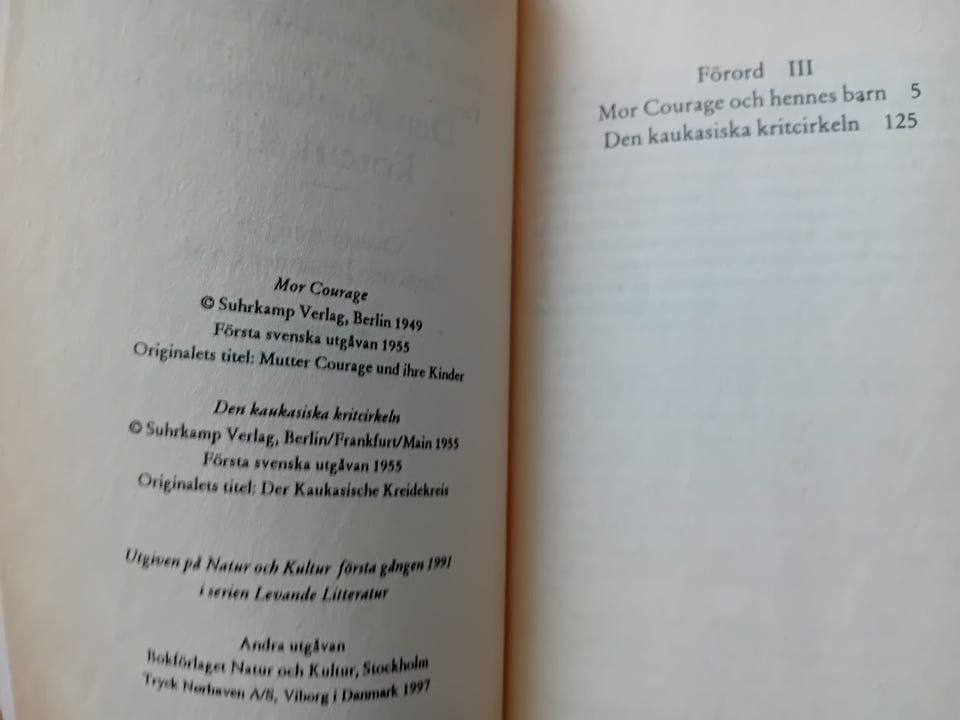 Mor Courage
© Suhrkamp Verlag, Berlin 1949
Första svenska utgåvan 1955
Originalets titel: Mutter Courage und ihre Kinder
Den kaukasiska kritcirkeln
© Suhrkamp Verlag, Berlin/Frankfurt/Main 1955
Första svenska utgåvan 1955
Originalets titel: Der Kaukasische Kreidekreis
Utgiven på Natur och Kultur första gången 1991
i serien Levande Litteratur
Andra utgåvan
Bokförlaget Natur och Kultur, Stockholm
Tryck Nørhaven A/S, Viborg i Danmark 1997
Förord III
Mor Courage och hennes barn 5
Den kaukasiska kritcirkeln 125